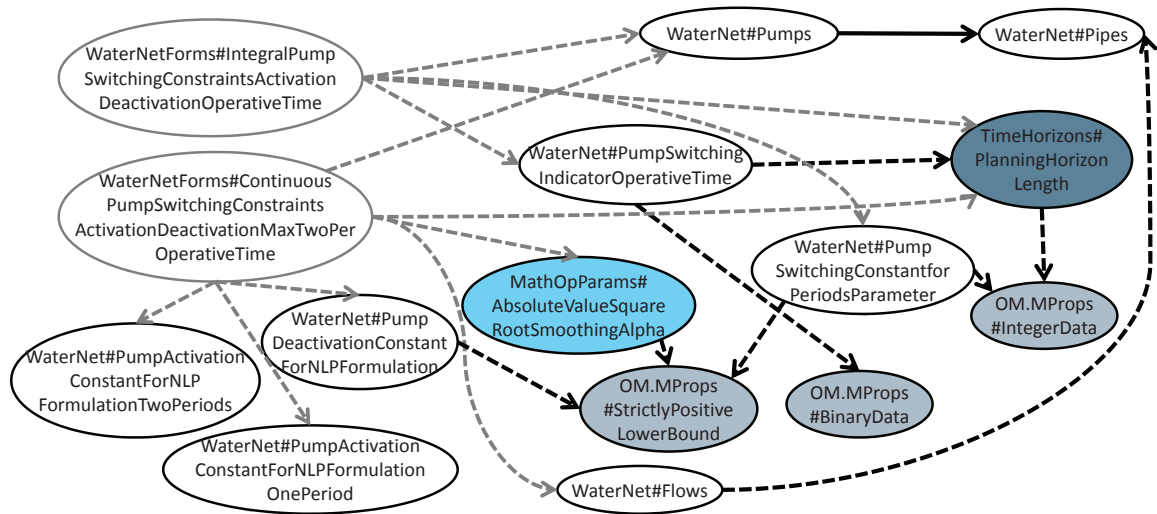 WaterNetForms#IntegralPump
SwitchingConstraintsActivation
DeactivationOperativeTime
WaterNet#Pumps
WaterNet#Pipes
WaterNet#PumpSwitching
IndicatorOperativeTime
TimeHorizons#
PlanningHorizon
Length
WaterNetForms#Continuous
PumpSwitchingConstraints
ActivationDeactivationMaxTwoPer
OperativeTime
WaterNet#Pump
SwitchingConstantfor
PeriodsParameter
MathOpParams#
AbsoluteValueSquare
RootSmoothingAlpha
OM.MProps
#IntegerData
WaterNet#Pump
DeactivationConstant
ForNLPFormulation
WaterNet#PumpActivation
ConstantForNLP
FormulationTwoPeriods
OM.MProps
#StrictlyPositive
LowerBound
OM.MProps
#BinaryData
WaterNet#PumpActivation
ConstantForNLPFormulation
OnePeriod
WaterNet#Flows